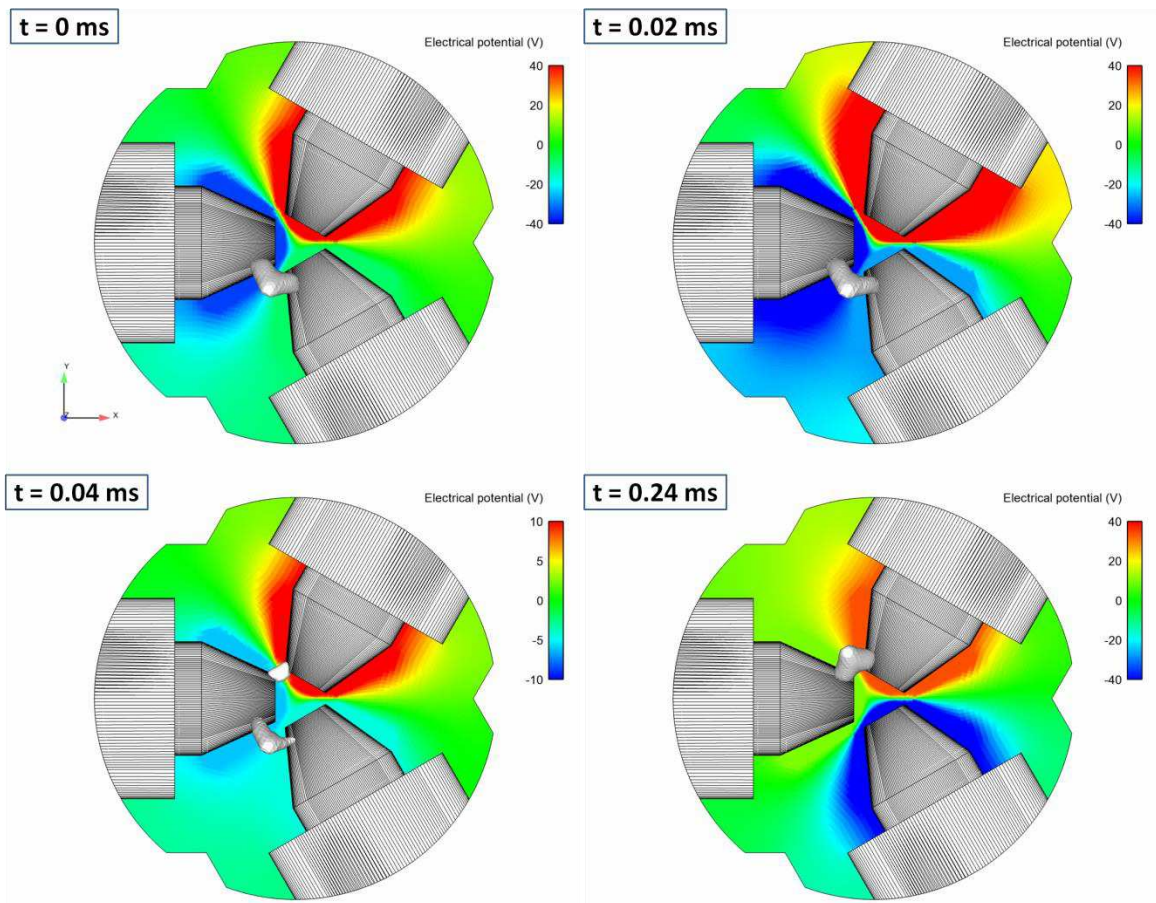 t = 0 ms
Electrical potential (V)
40
20
0
-20
-40
Y
Z
X
t = 0.02 ms
Electrical potential (V)
40
20
0
-20
-40
t = 0.04 ms
Electrical potential (V)
10
5
0
-5
-10
t = 0.24 ms
Electrical potential (V)
40
20
0
-20
-40